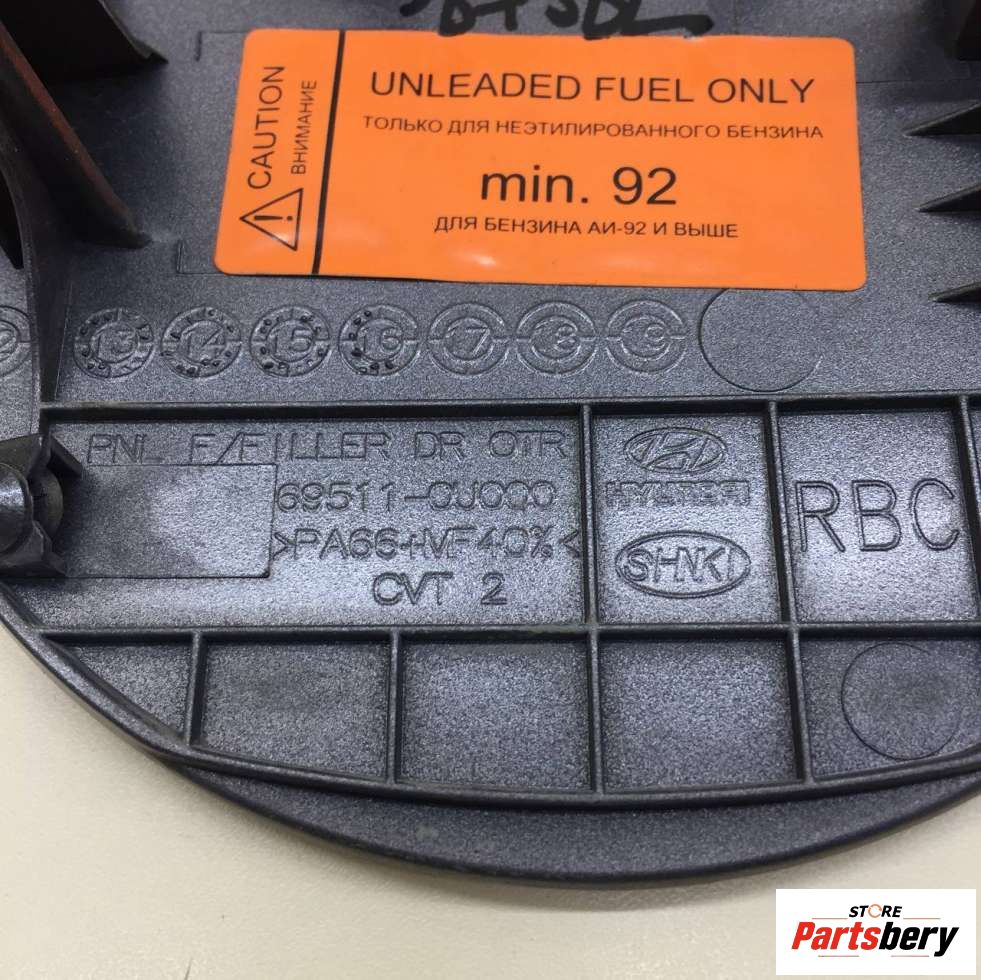 CAUTION
ВНИМАНИЕ
UNLEADED FUEL ONLY
ТОЛЬКО ДЛЯ НЕЭТИЛИРОВАННОГО БЕНЗИНА
min. 92
ДЛЯ БЕНЗИНА АИ-92 И ВЫШЕ
13 14 15 16 17 18 19
PNL F/FILLER DR OTR
69511-0U000
>PA66+MF40%<
CVT 2
HYUNDAI
SHNKI
RBC
STORE
Partsbery